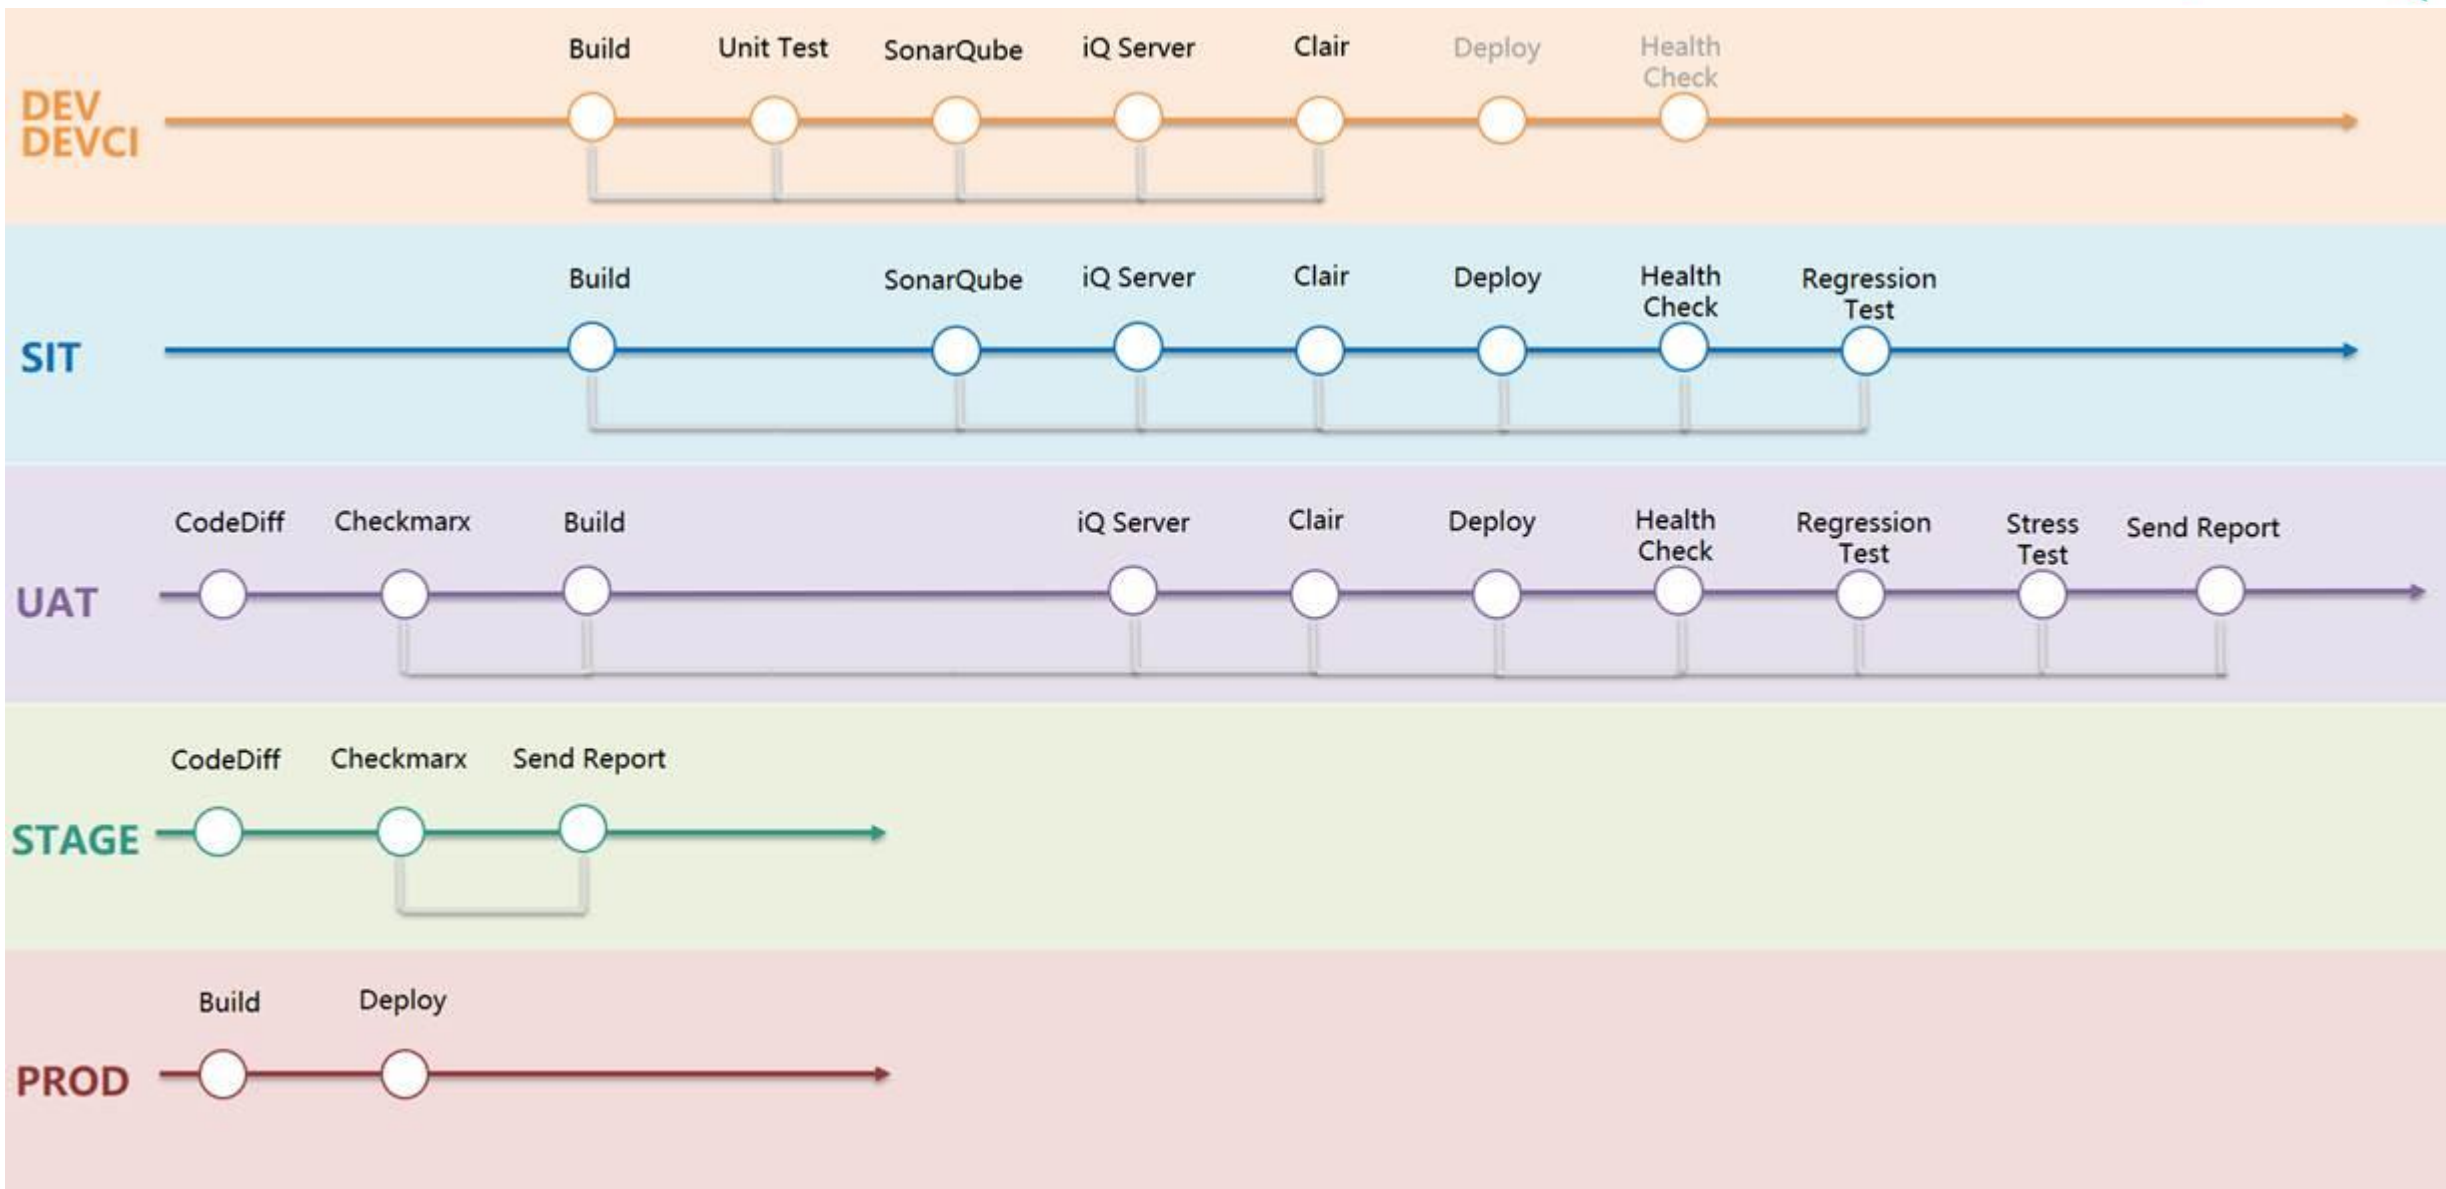 Build
Unit Test
SonarQube
iQ Server
Clair
Deploy
Health
Check
DEV
DEVCI
Build
SonarQube
iQ Server
Clair
Deploy
Health
Check
Regression
Test
SIT
CodeDiff
Checkmarx
Build
iQ Server
Clair
Deploy
Health
Check
Regression
Test
Stress
Test
Send Report
UAT
CodeDiff
Checkmarx
Send Report
STAGE
Build
Deploy
PROD